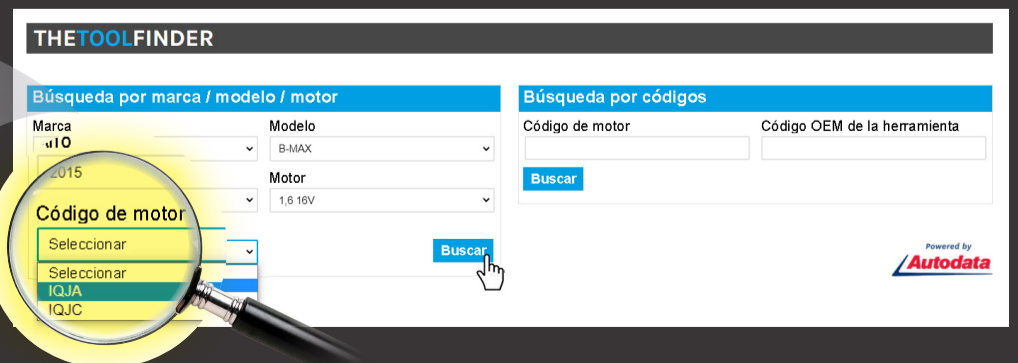 THETOOLFINDER
Búsqueda por marca / modelo / motor
Marca
Modelo
B-MAX
2015
Motor
1,6 16V
Código de motor
Seleccionar
Seleccionar
IQJA
IQJC
Buscar
Búsqueda por códigos
Código de motor
Código OEM de la herramienta
Buscar
Powered by
Autodata